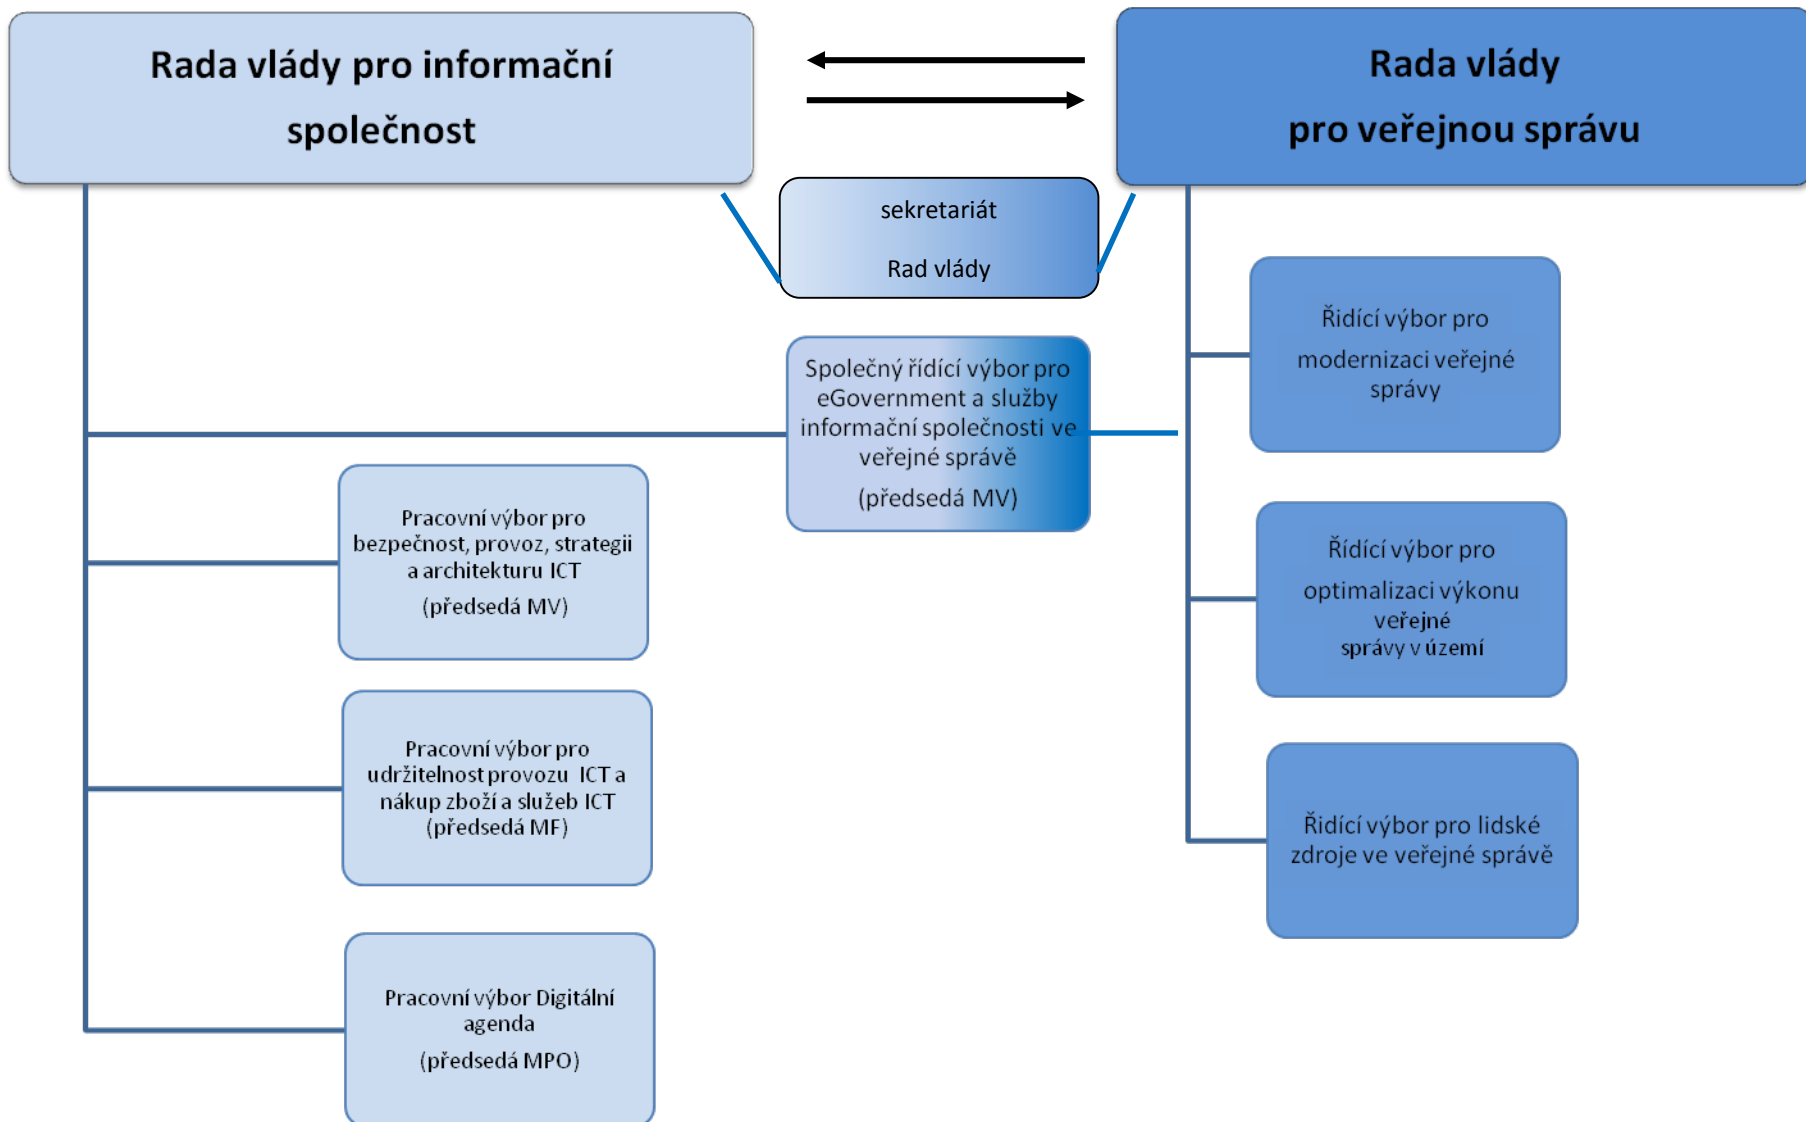 Rada vlády pro informační
společnost
Rada vlády
pro veřejnou správu
sekretariát
Rad vlády
Společný řídící výbor pro
eGovernment a služby
informační společnosti ve
veřejné správě
(předsedá MV)
Pracovní výbor pro
bezpečnost, provoz, strategii
a architekturu ICT
(předsedá MV)
Pracovní výbor pro
udržitelnost provozu ICT a
nákup zboží a služeb ICT
(předsedá MF)
Pracovní výbor Digitální
agenda
(předsedá MPO)
Řidící výbor pro
modernizaci veřejné
správy
Řídící výbor pro
optimalizaci výkonu
veřejné
správy v území
Řidící výbor pro lidské
zdroje ve veřejné správě